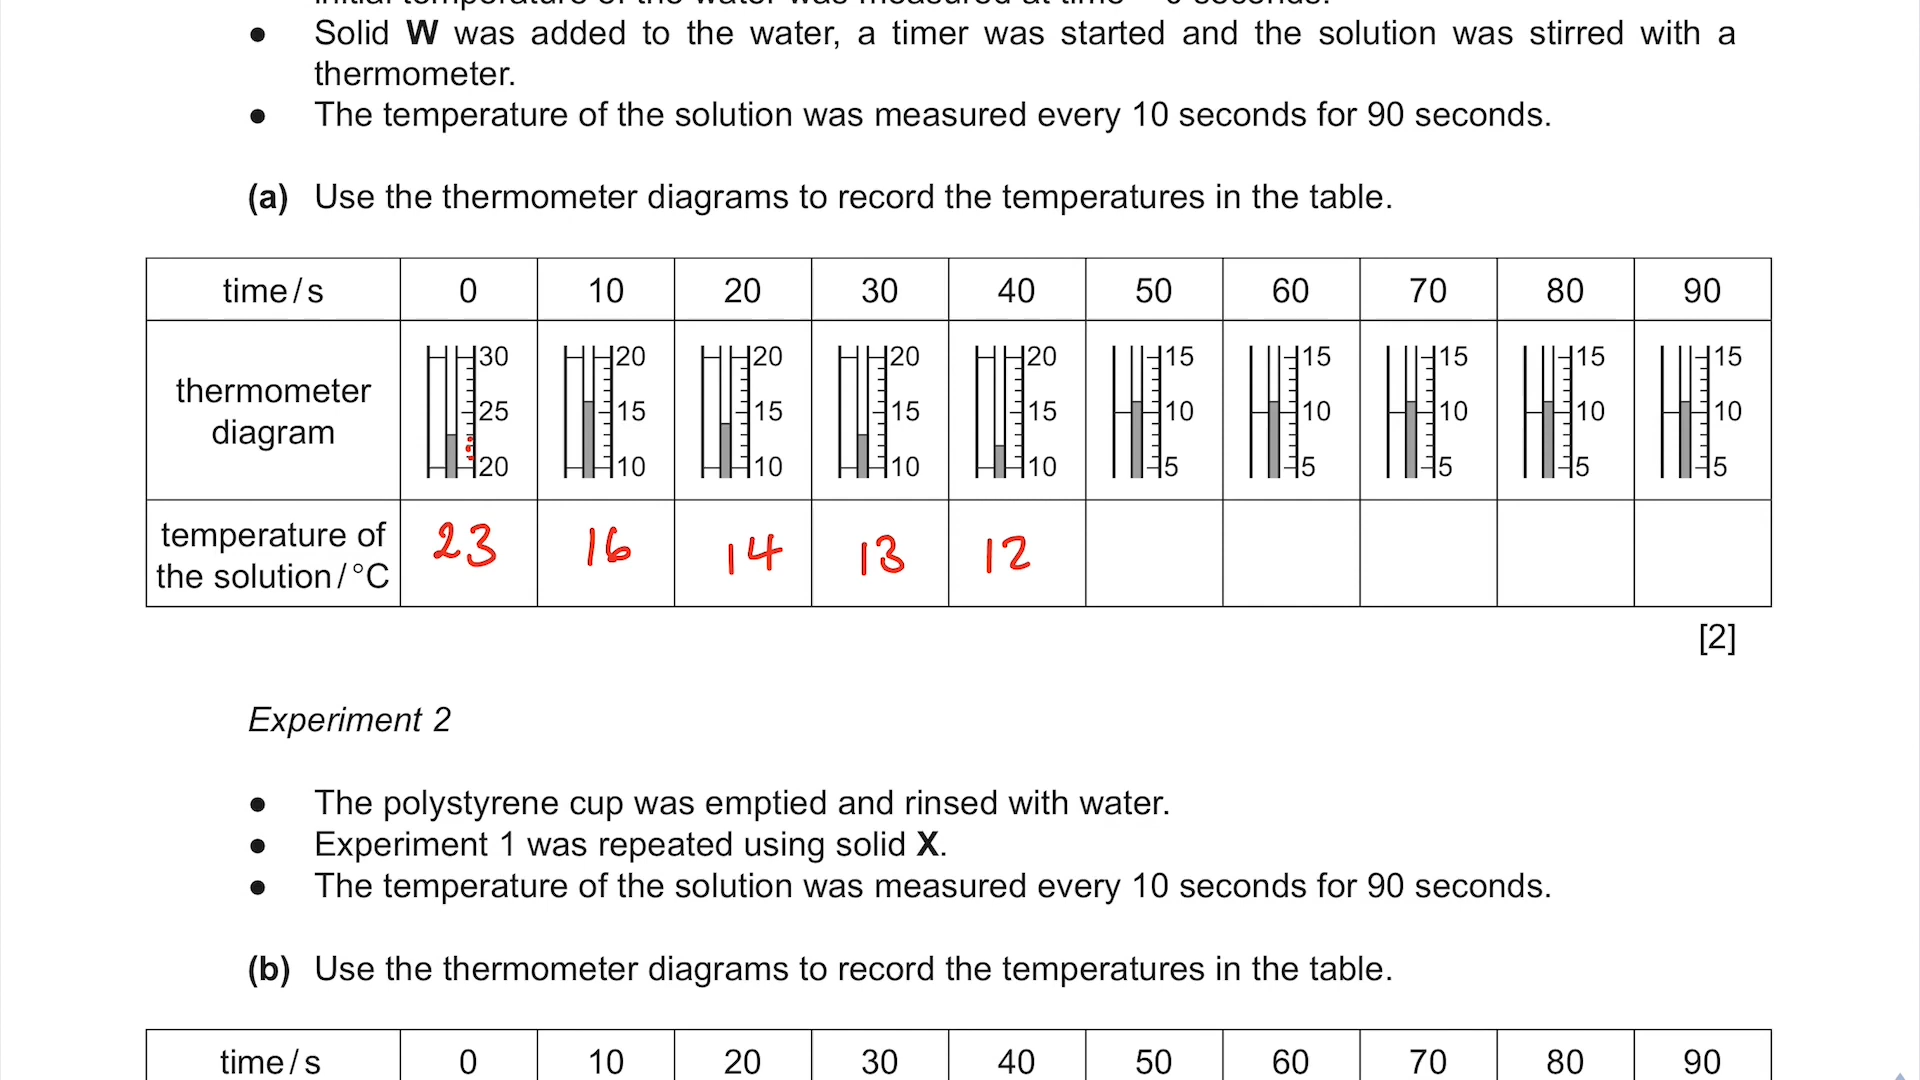 Solid W was added to the water, a timer was started and the solution was stirred with a
thermometer.
The temperature of the solution was measured every 10 seconds for 90 seconds.
(a) Use the thermometer diagrams to record the temperatures in the table.
time / s 0 10 20 30 40 50 60 70 80 90
30 20 20 20 20 15 15 15 15 15
thermometer
diagram
25 15 15 15 15 10 10 10 10 10
20 10 10 10 10 5 5 5 5 5
temperature of
the solution / °C
23 16 14 13 12
[2]
Experiment 2
The polystyrene cup was emptied and rinsed with water.
Experiment 1 was repeated using solid X.
The temperature of the solution was measured every 10 seconds for 90 seconds.
(b) Use the thermometer diagrams to record the temperatures in the table.
time / s 0 10 20 30 40 50 60 70 80 90